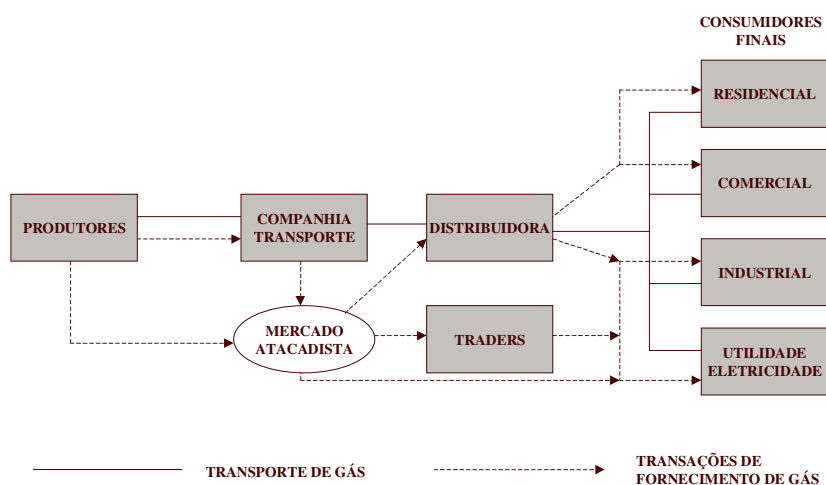 CONSUMIDORES
FINAIS
RESIDENCIAL
COMERCIAL
PRODUTORES
COMPANHIA
TRANSPORTE
DISTRIBUIDORA
INDUSTRIAL
MERCADO
ATACADISTA
TRADERS
UTILIDADE
ELETRICIDADE
TRANSPORTE DE GÁS
TRANSAÇÕES DE
FORNECIMENTO DE GÁS